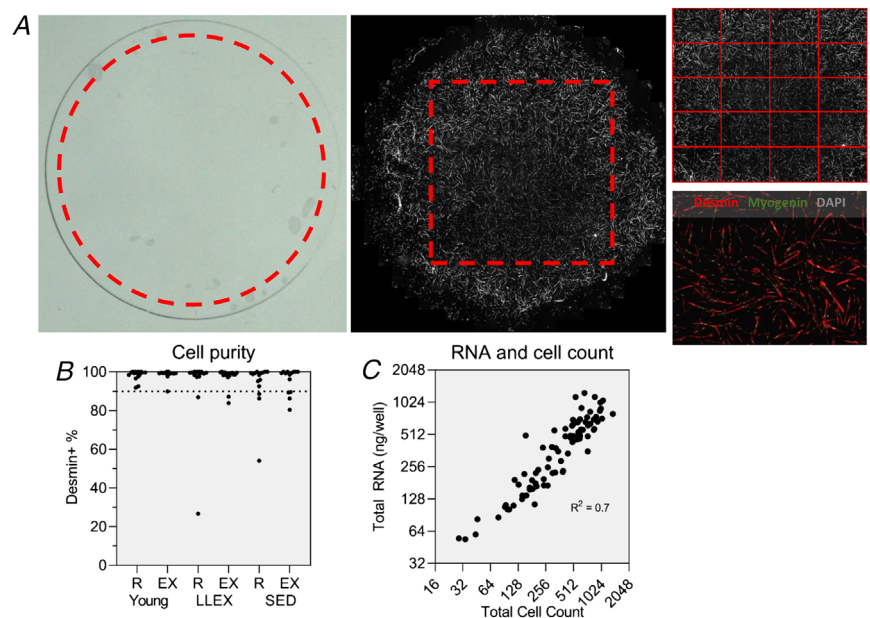 A
Desmin Myogenin DAPI
B
Cell purity
Desmin+ %
100
80
60
40
20
0
R EX R EX R EX
Young LLEX SED
C
RNA and cell count
Total RNA (ng/well)
2048
1024
512
256
128
64
32
R² = 0.7
16 32 64 128 256 512 1024 2048
Total Cell Count